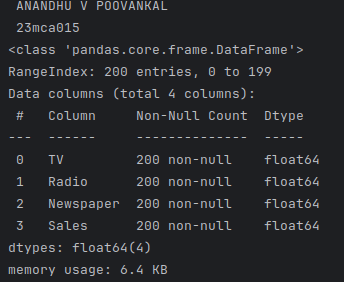 ANANDHU V POOVANKAL
23mca015
<class 'pandas.core.frame.DataFrame'>
RangeIndex: 200 entries, 0 to 199
Data columns (total 4 columns):
 #   Column     Non-Null Count  Dtype
---  ------     --------------  -----
 0   TV         200 non-null    float64
 1   Radio      200 non-null    float64
 2   Newspaper  200 non-null    float64
 3   Sales      200 non-null    float64
dtypes: float64(4)
memory usage: 6.4 KB